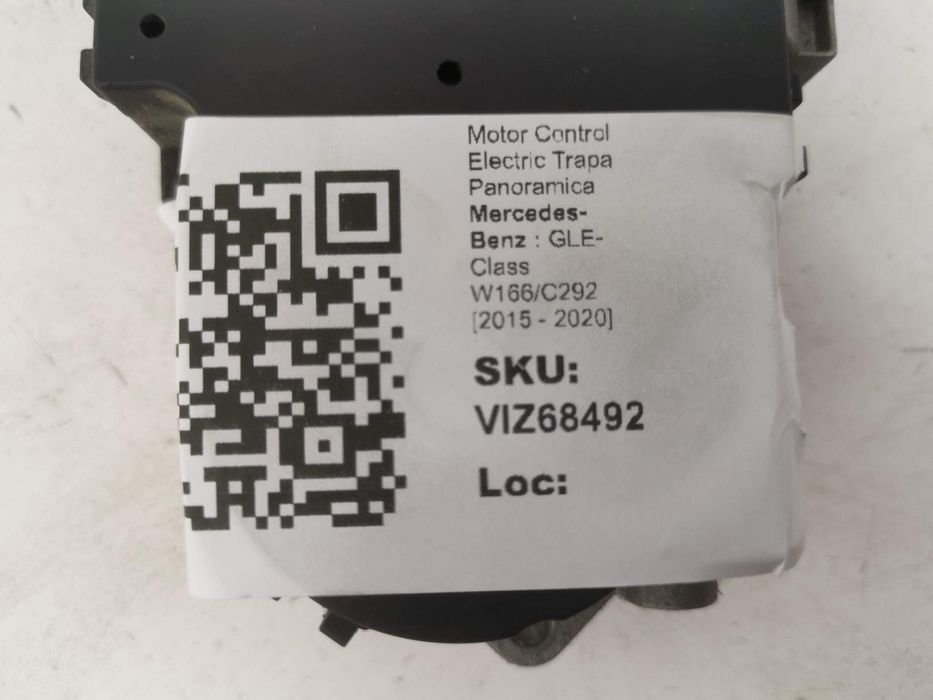 Motor Control
Electric Trapa
Panoramica
Mercedes-
Benz : GLE-
Class
W166/C292
[2015 - 2020]
SKU:
VIZ68492
Loc: